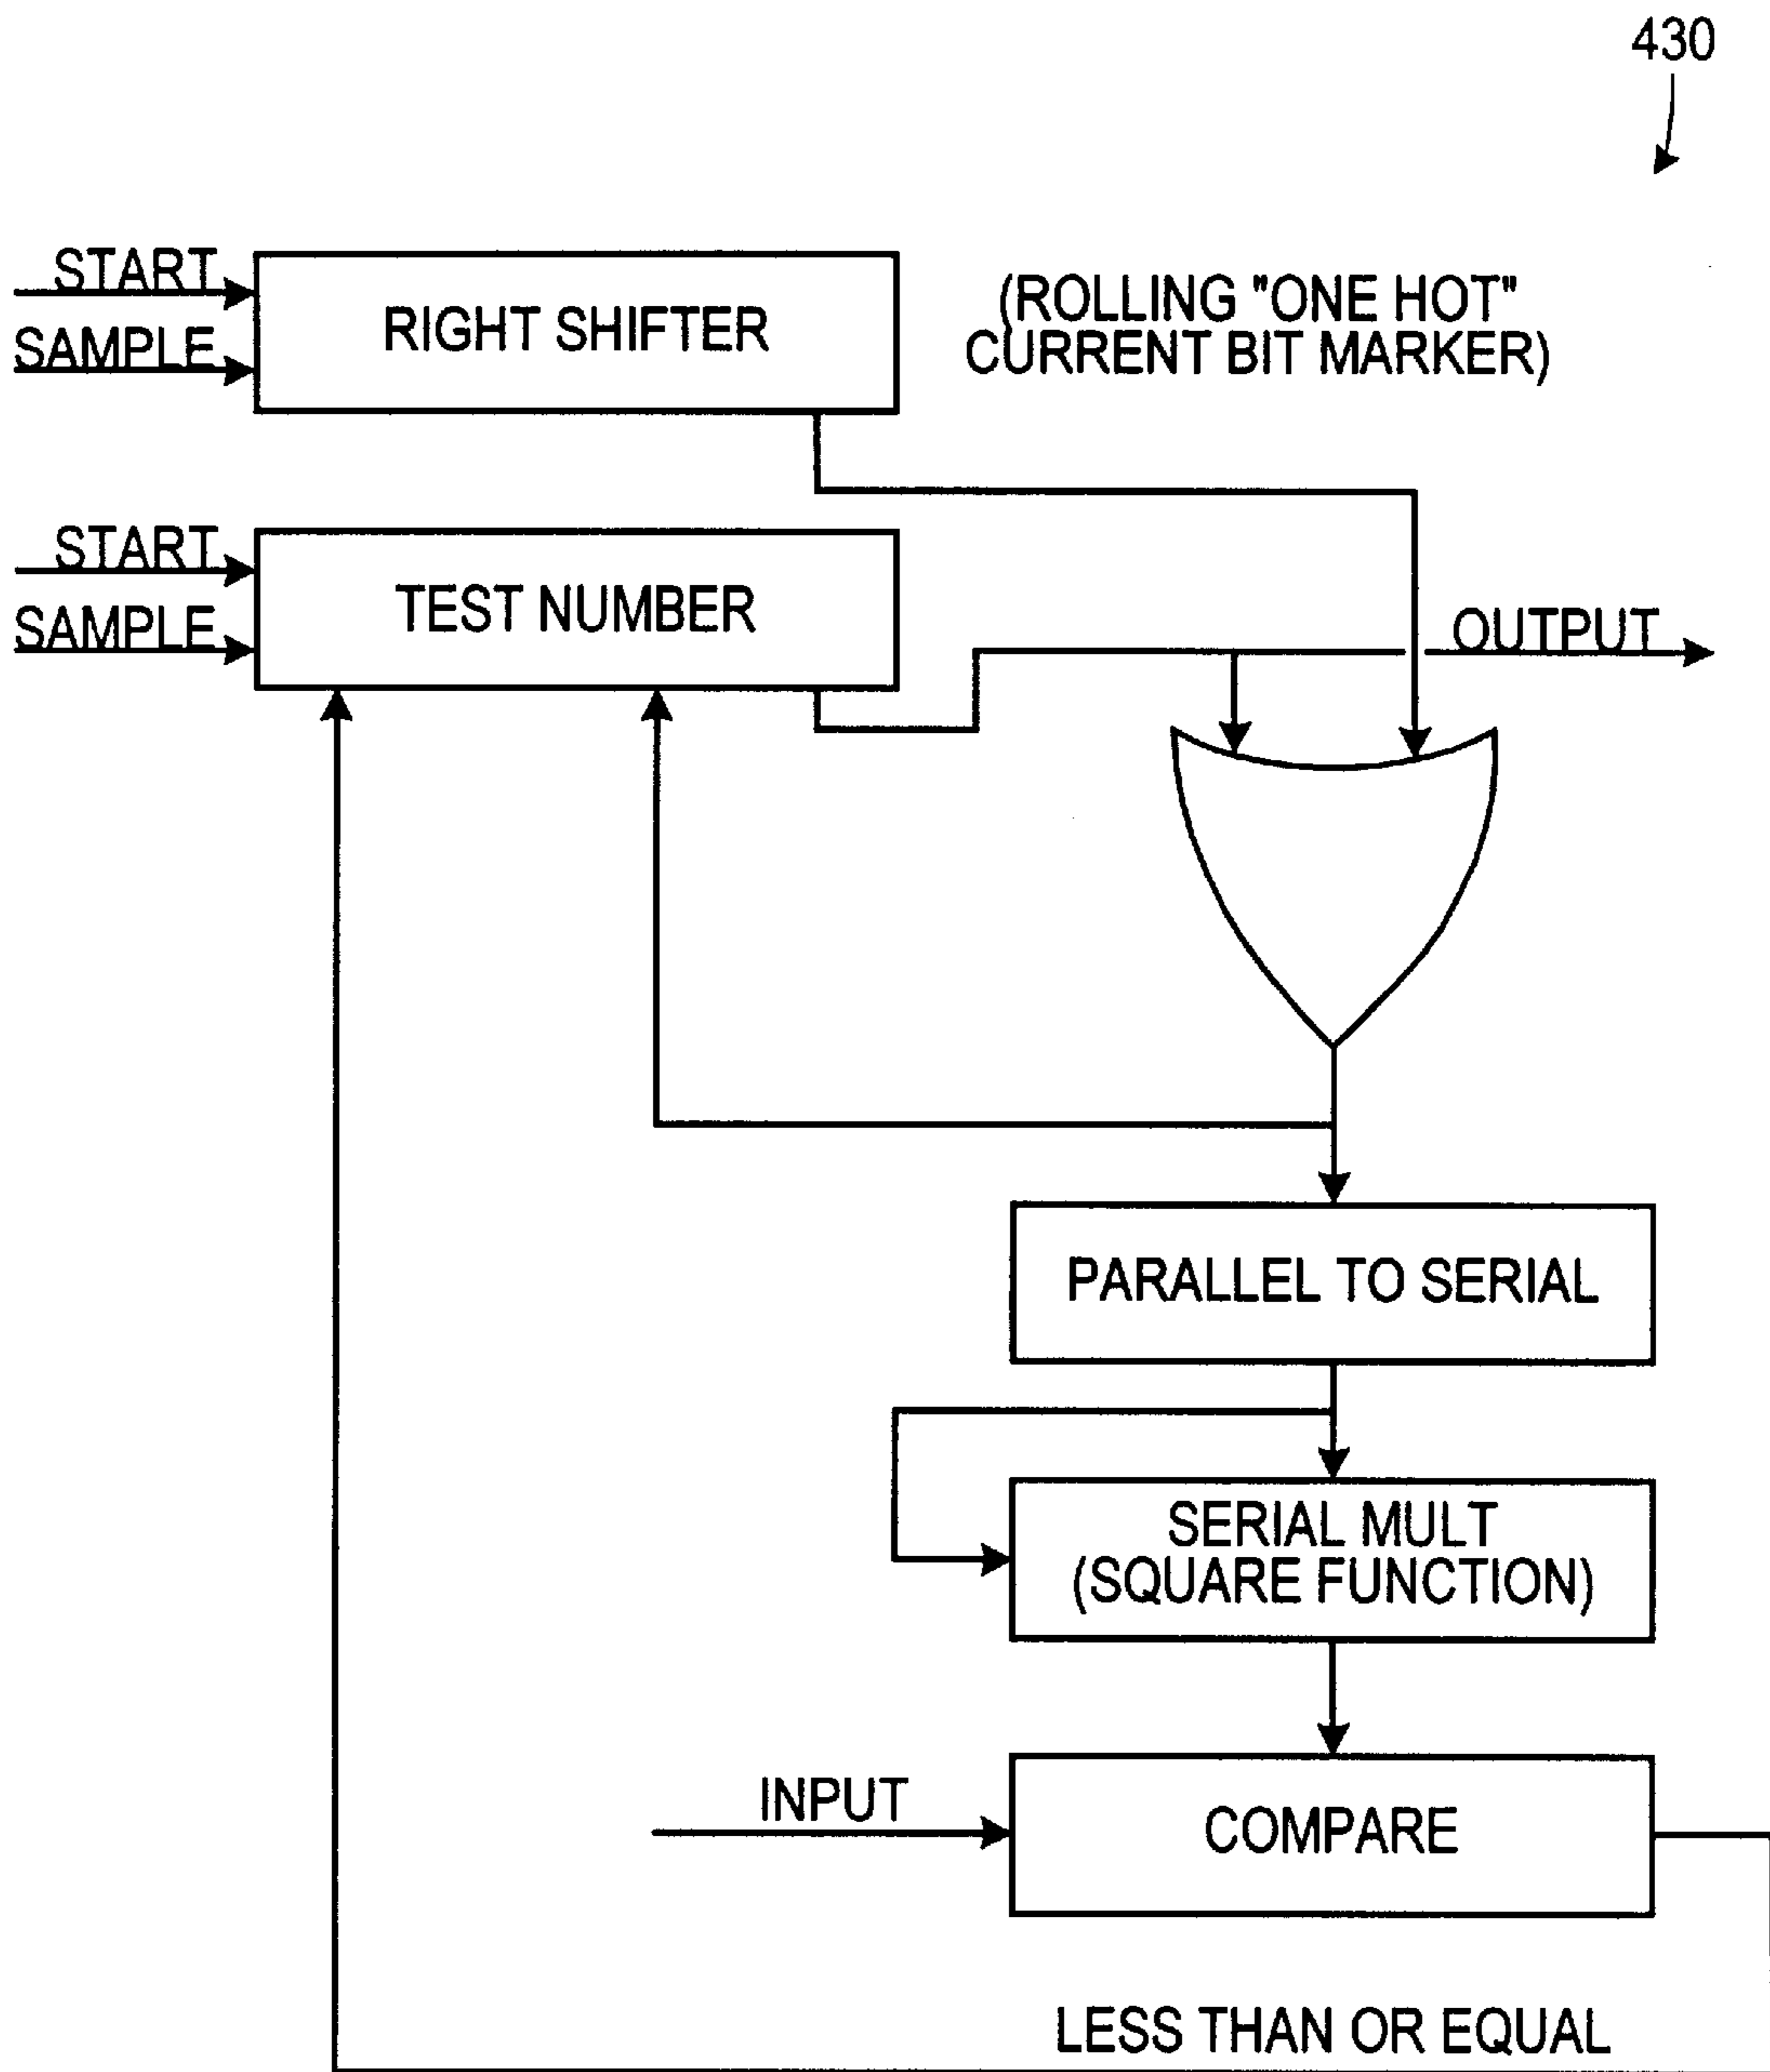 430
START
SAMPLE
RIGHT SHIFTER
(ROLLING "ONE HOT"
CURRENT BIT MARKER)
START
SAMPLE
TEST NUMBER
OUTPUT
PARALLEL TO SERIAL
SERIAL MULT
(SQUARE FUNCTION)
INPUT
COMPARE
LESS THAN OR EQUAL